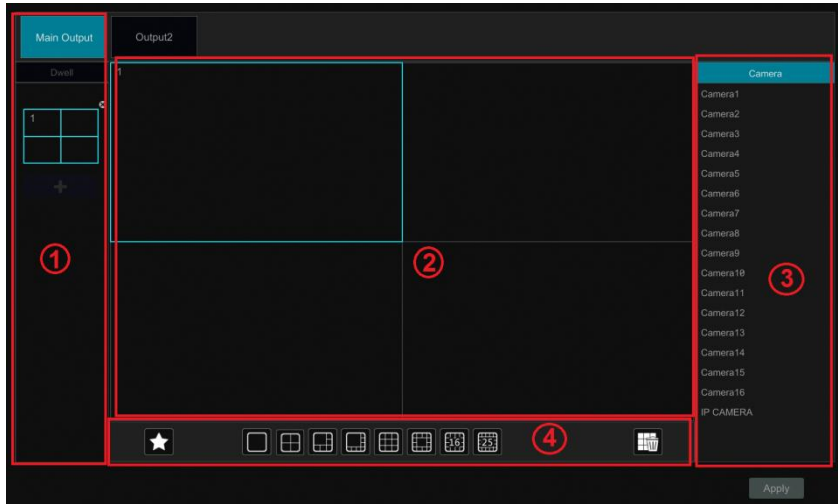 Main Output
Output2
Dwell
1
1
Camera
Camera1
Camera2
Camera3
Camera4
Camera5
Camera6
Camera7
Camera8
Camera9
Camera10
Camera11
Camera12
Camera13
Camera14
Camera15
Camera16
IP CAMERA
①
②
③
16
25
④
Apply